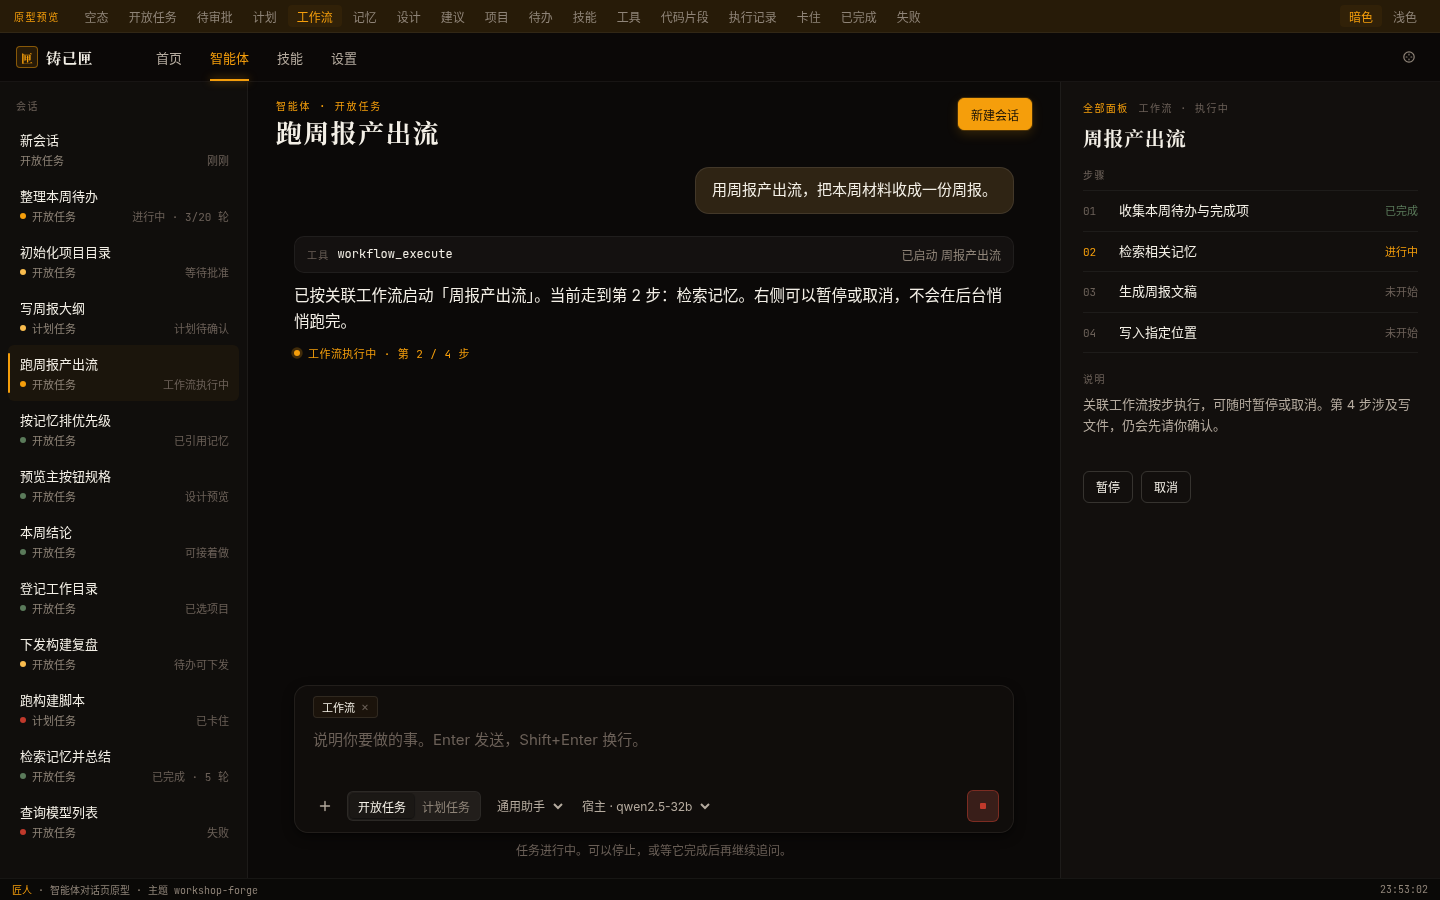 原型预览 空态 开放任务 待审批 计划 工作流 记忆 设计 建议 项目 待办 技能 工具 代码片段 执行记录 卡住 已完成 失败 暗色 浅色
匠 铸己匣 首页 智能体 技能 设置
会话
新会话
开放任务 刚刚
整理本周待办
开放任务 进行中 · 3/20 轮
初始化项目目录
开放任务 等待批准
写周报大纲
计划任务 计划待确认
跑周报产出流
开放任务 工作流执行中
按记忆排优先级
开放任务 已引用记忆
预览主按钮规格
开放任务 设计预览
本周结论
开放任务 可接着做
登记工作目录
开放任务 已选项目
下发构建复盘
开放任务 待办可下发
跑构建脚本
计划任务 已卡住
检索记忆并总结
开放任务 已完成 · 5 轮
查询模型列表
开放任务 失败
智能体 · 开放任务
跑周报产出流
新建会话
用周报产出流，把本周材料收成一份周报。
工具 workflow_execute 已启动 周报产出流
已按关联工作流启动「周报产出流」。当前走到第 2 步：检索记忆。右侧可以暂停或取消，不会在后台悄
悄跑完。
工作流执行中 · 第 2 / 4 步
工作流 ×
说明你要做的事。Enter 发送，Shift+Enter 换行。
+ 开放任务 计划任务 通用助手 宿主 · qwen2.5-32b
任务进行中。可以停止，或等它完成后再继续追问。
全部面板 工作流 · 执行中
周报产出流
步骤
01 收集本周待办与完成项 已完成
02 检索相关记忆 进行中
03 生成周报文稿 未开始
04 写入指定位置 未开始
说明
关联工作流按步执行，可随时暂停或取消。第 4 步涉及写
文件，仍会先请你确认。
暂停 取消
匠人 · 智能体对话页原型 · 主题 workshop-forge 23:53:02